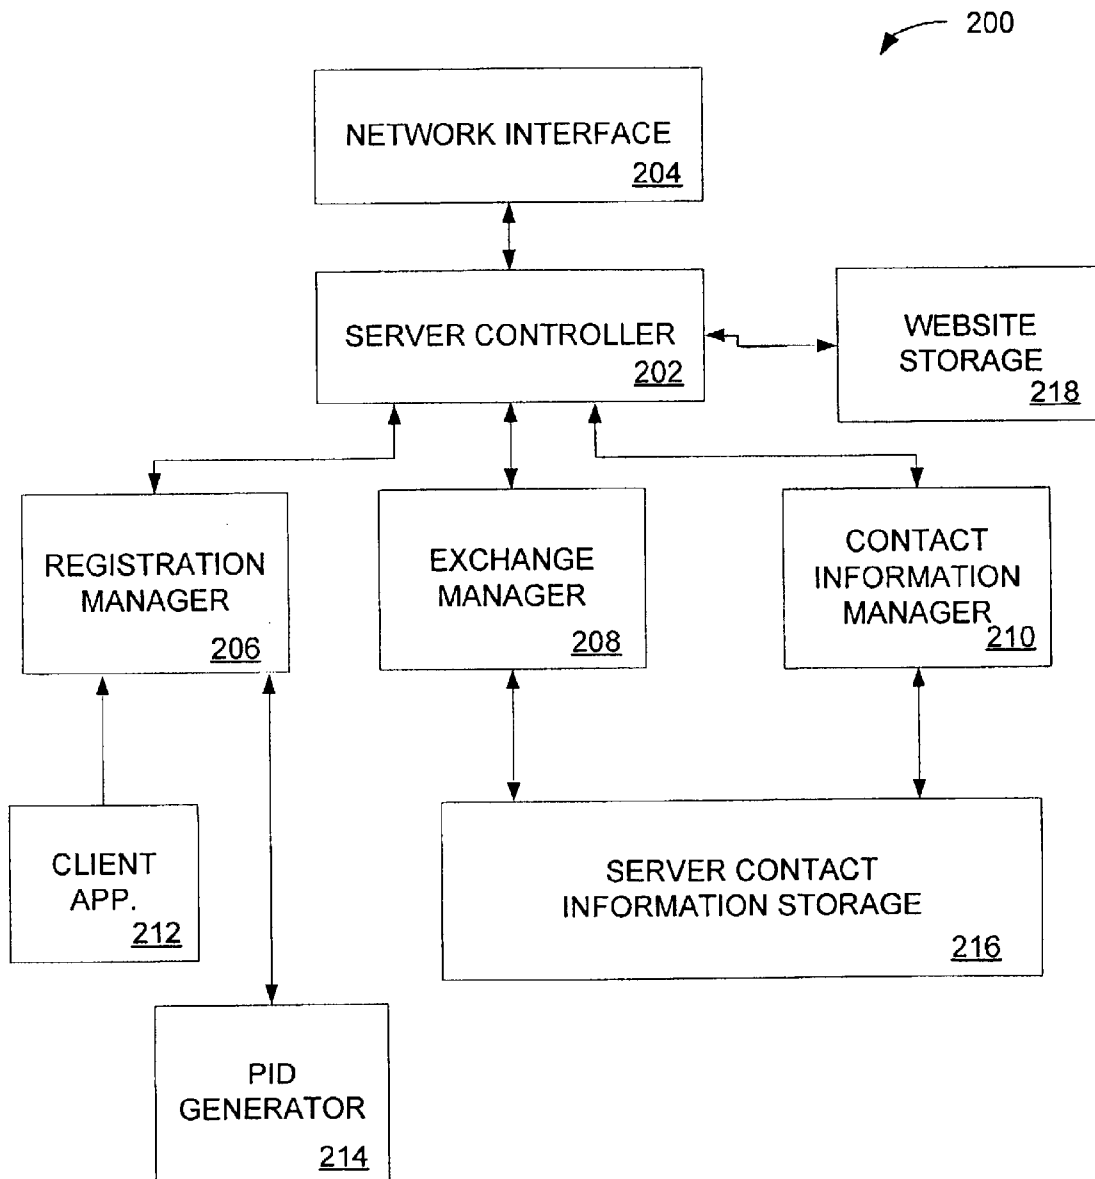 200
NETWORK INTERFACE
204
SERVER CONTROLLER
202
WEBSITE
STORAGE
218
REGISTRATION
MANAGER
206
EXCHANGE
MANAGER
208
CONTACT
INFORMATION
MANAGER
210
CLIENT
APP.
212
SERVER CONTACT
INFORMATION STORAGE
216
PID
GENERATOR
214